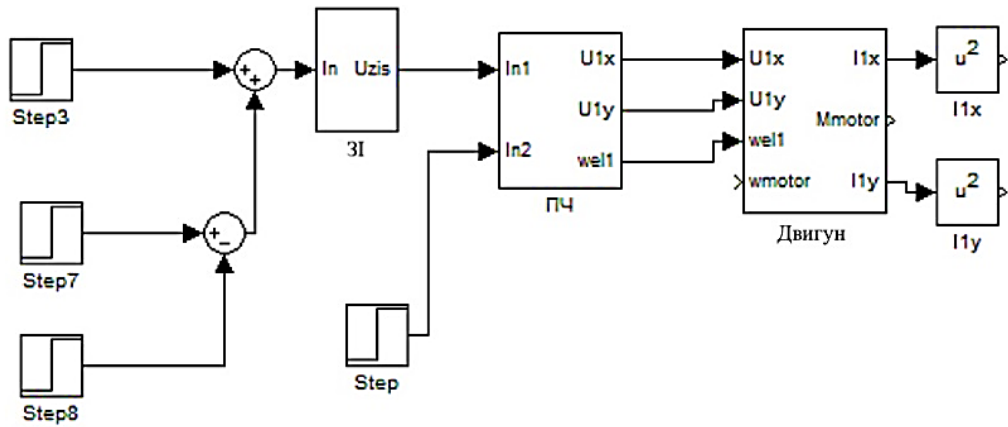 Step3
+
+
In
Uzis
ЗІ
Step7
+
−
Step8
Step
In1
In2
U1x
U1y
wel1
ПЧ
U1x
U1y
wel1
wmotor
I1x
Mmotor
I1y
Двигун
u²
I1x
u²
I1y